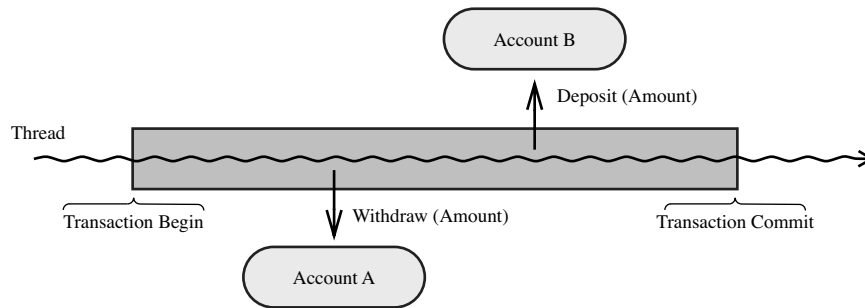 Account B
Deposit (Amount)
Thread
Transaction Begin
Withdraw (Amount)
Transaction Commit
Account A